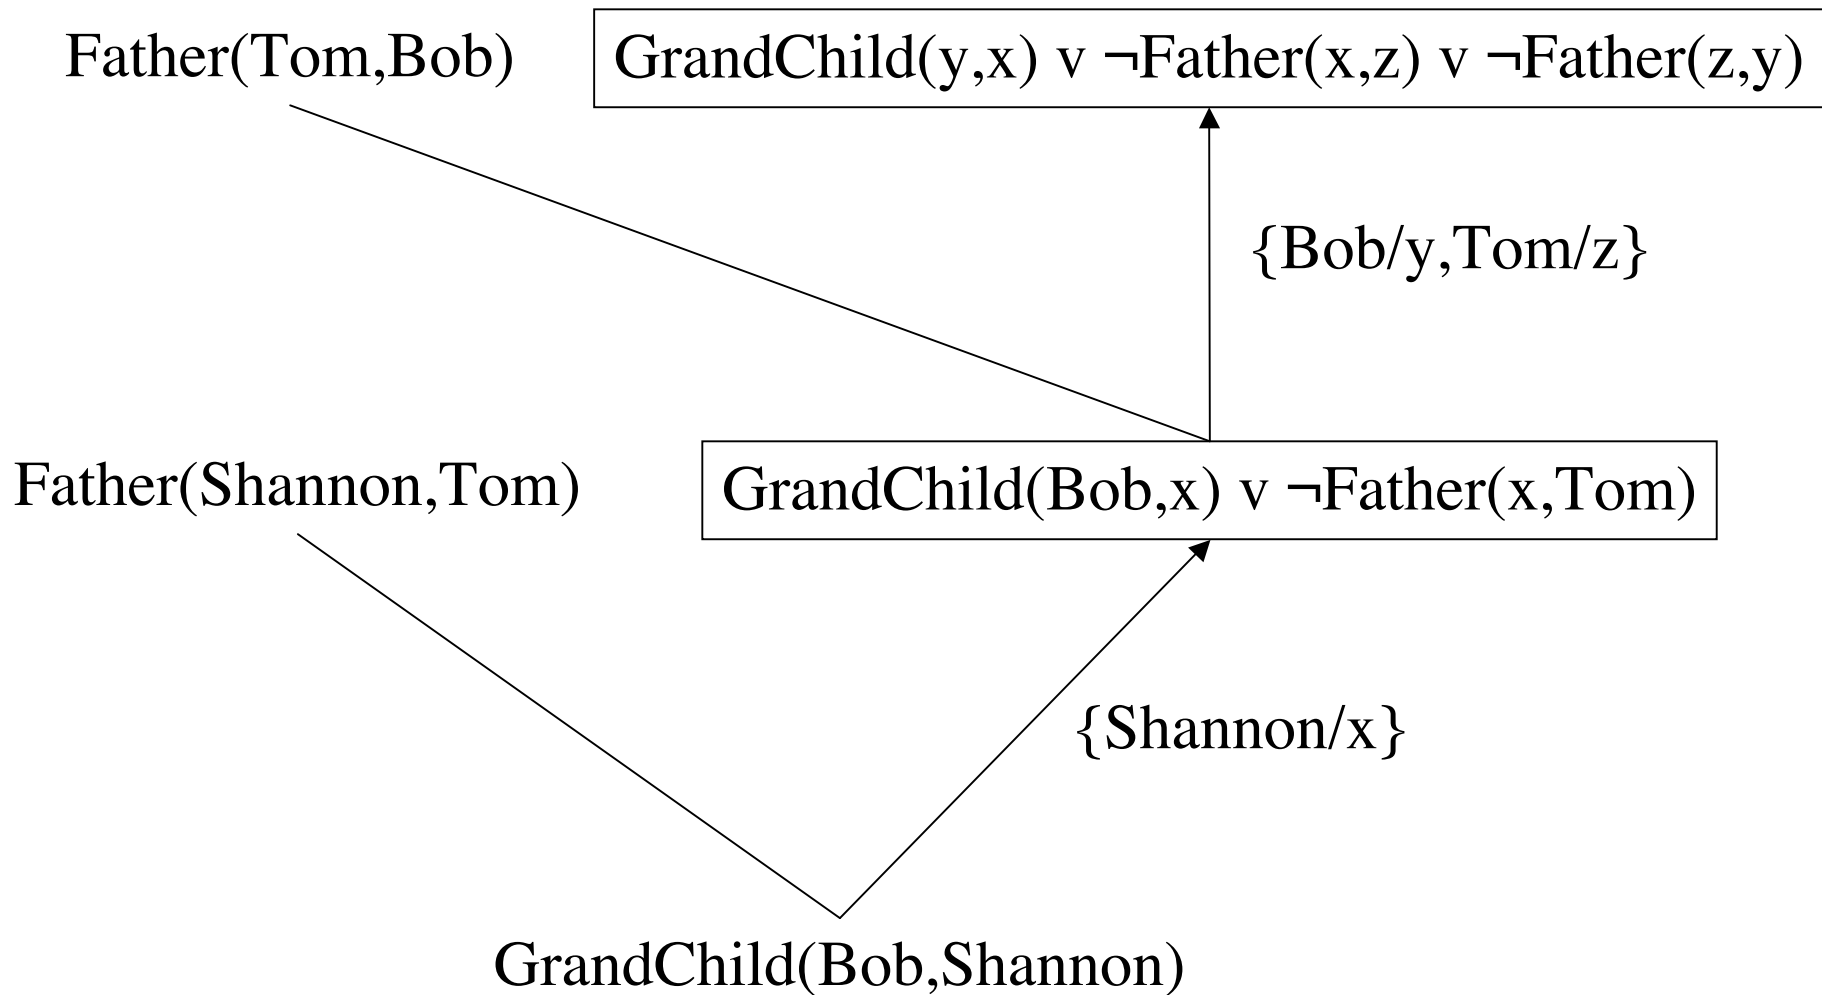 Father(Tom,Bob)
GrandChild(y,x) v ¬Father(x,z) v ¬Father(z,y)
{Bob/y,Tom/z}
Father(Shannon,Tom)
GrandChild(Bob,x) v ¬Father(x,Tom)
{Shannon/x}
GrandChild(Bob,Shannon)